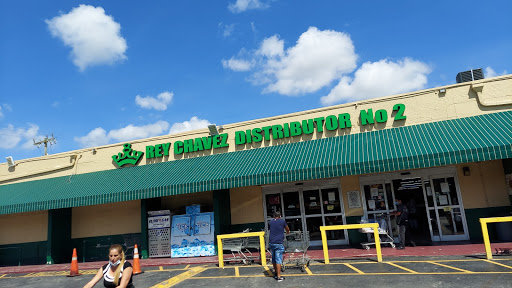 REY CHAVEZ DISTRIBUTOR No 2